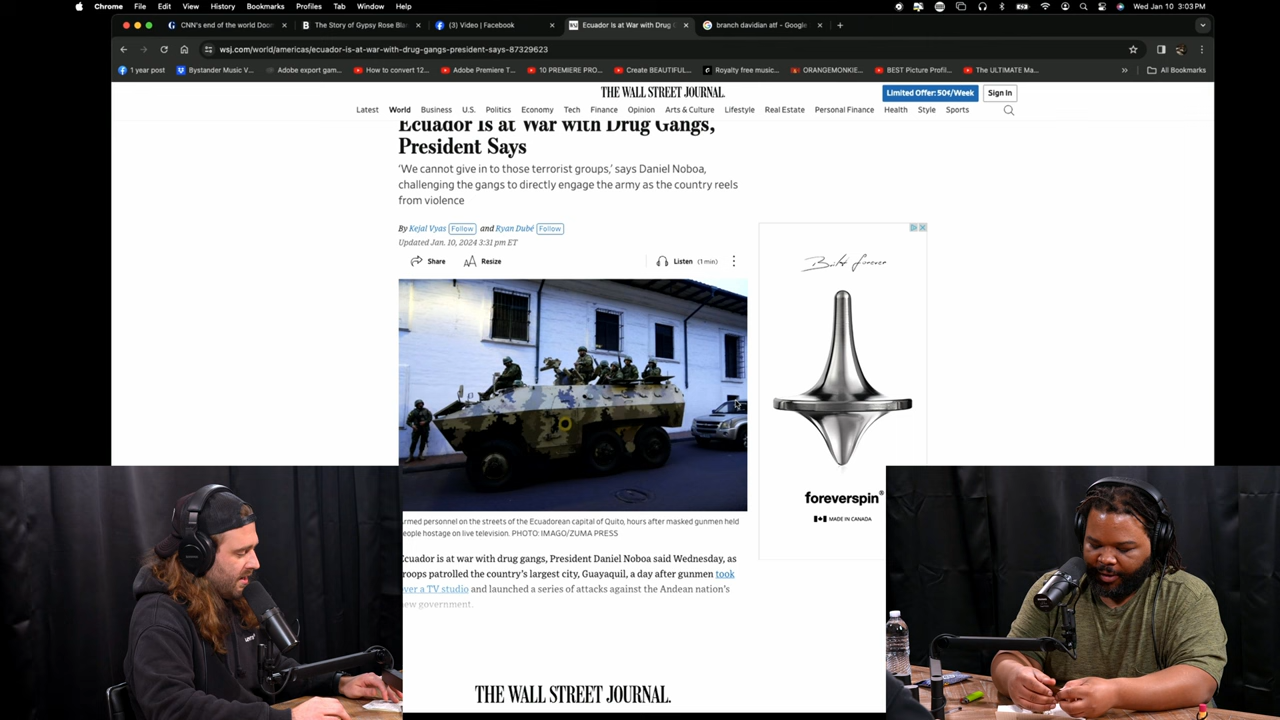 Chrome File Edit View History Bookmarks Profiles Tab Window Help Wed Jan 10 3:03 PM
CNN's end of the world Doo
The Story of Gypsy Rose Bla
(3) Video | Facebook
Ecuador Is at War with Drug G
branch davidian atf - Google
wsj.com/world/americas/ecuador-is-at-war-with-drug-gangs-president-says-87329623
1 year post Bystander Music V... Adobe export gam... How to convert 12... Adobe Premiere T... 10 PREMIERE PRO... Create BEAUTIFUL... Royalty free music... ORANGEMONKIE... BEST Picture Profil... The ULTIMATE Ma... » All Bookmarks
THE WALL STREET JOURNAL.
Limited Offer: 50¢/Week
Sign In
Latest World Business U.S. Politics Economy Tech Finance Opinion Arts & Culture Lifestyle Real Estate Personal Finance Health Style Sports
Ecuador Is at War with Drug Gangs,
President Says
‘We cannot give in to those terrorist groups,’ says Daniel Noboa,
challenging the gangs to directly engage the army as the country reels
from violence
By Kejal Vyas Follow and Ryan Dubé Follow
Updated Jan. 10, 2024 3:31 pm ET
Share AA Resize Listen (1 min)
Built forever
foreverspin®
MADE IN CANADA
rmed personnel on the streets of the Ecuadorean capital of Quito, hours after masked gunmen held
eople hostage on live television. PHOTO: IMAGO/ZUMA PRESS
cuador is at war with drug gangs, President Daniel Noboa said Wednesday, as
roops patrolled the country’s largest city, Guayaquil, a day after gunmen took
ver a TV studio and launched a series of attacks against the Andean nation’s
ew government.
THE WALL STREET JOURNAL.